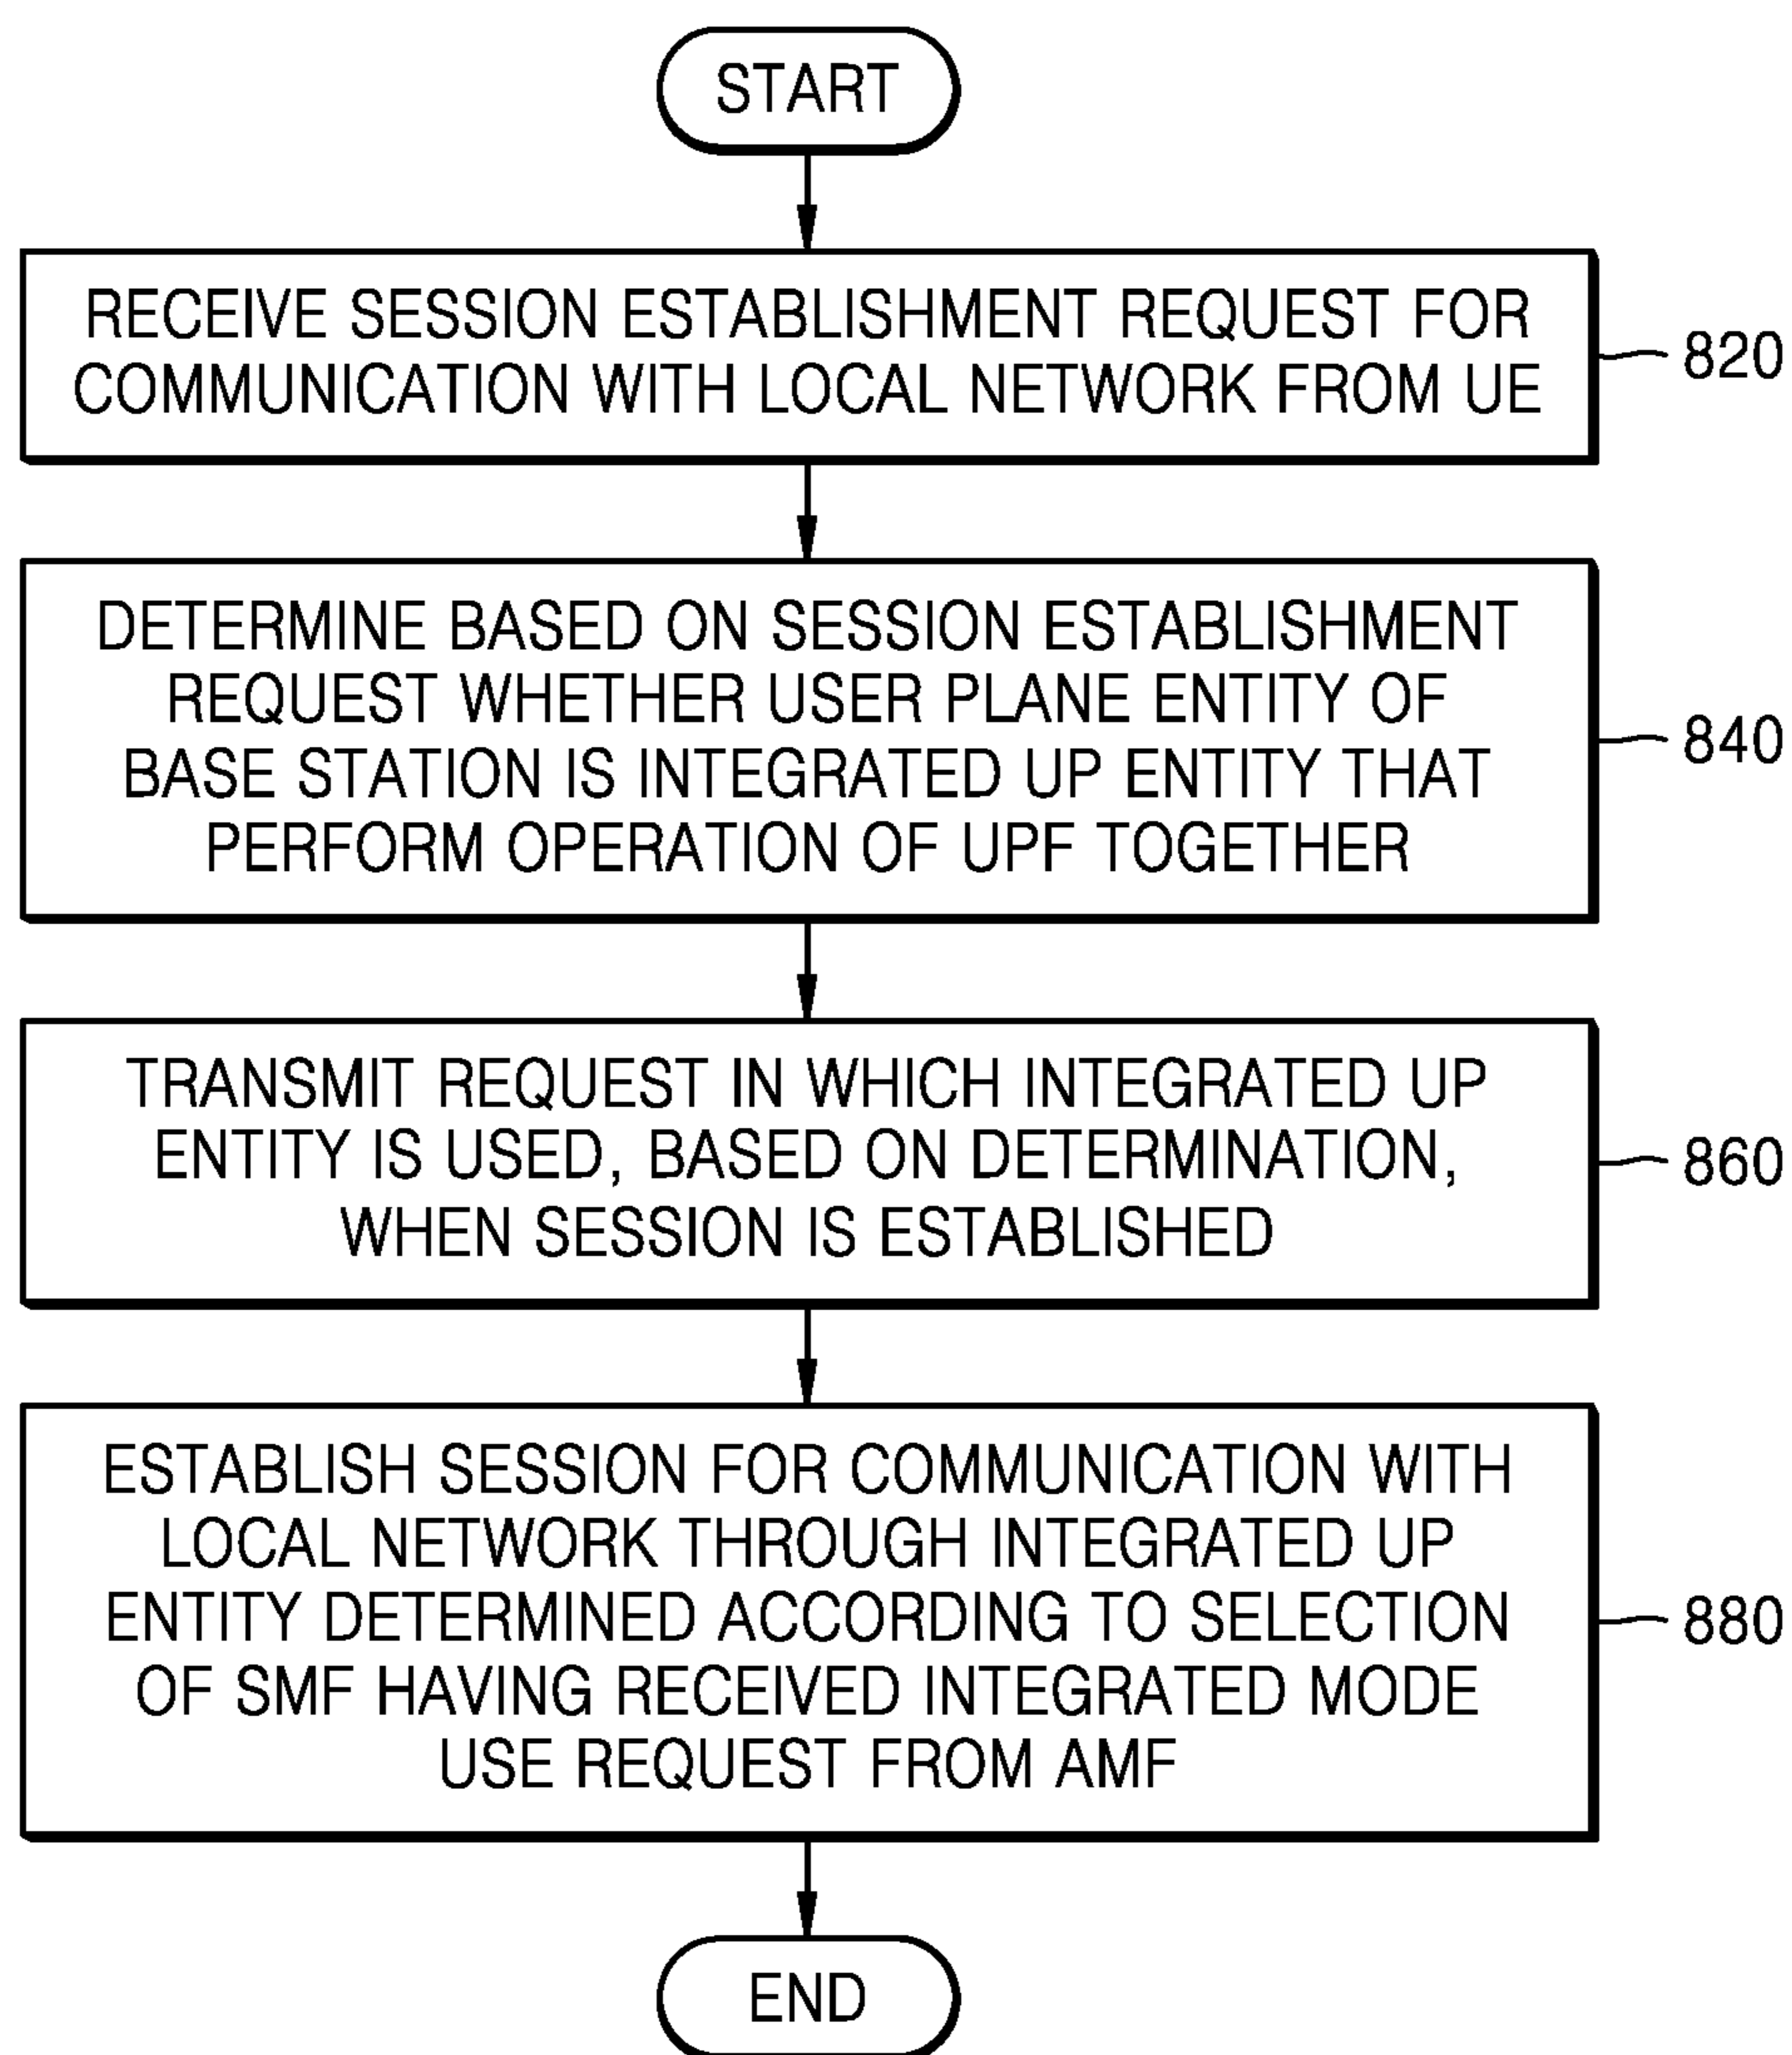 START
RECEIVE SESSION ESTABLISHMENT REQUEST FOR
COMMUNICATION WITH LOCAL NETWORK FROM UE
820
DETERMINE BASED ON SESSION ESTABLISHMENT
REQUEST WHETHER USER PLANE ENTITY OF
BASE STATION IS INTEGRATED UP ENTITY THAT
PERFORM OPERATION OF UPF TOGETHER
840
TRANSMIT REQUEST IN WHICH INTEGRATED UP
ENTITY IS USED, BASED ON DETERMINATION,
WHEN SESSION IS ESTABLISHED
860
ESTABLISH SESSION FOR COMMUNICATION WITH
LOCAL NETWORK THROUGH INTEGRATED UP
ENTITY DETERMINED ACCORDING TO SELECTION
OF SMF HAVING RECEIVED INTEGRATED MODE
USE REQUEST FROM AMF
880
END